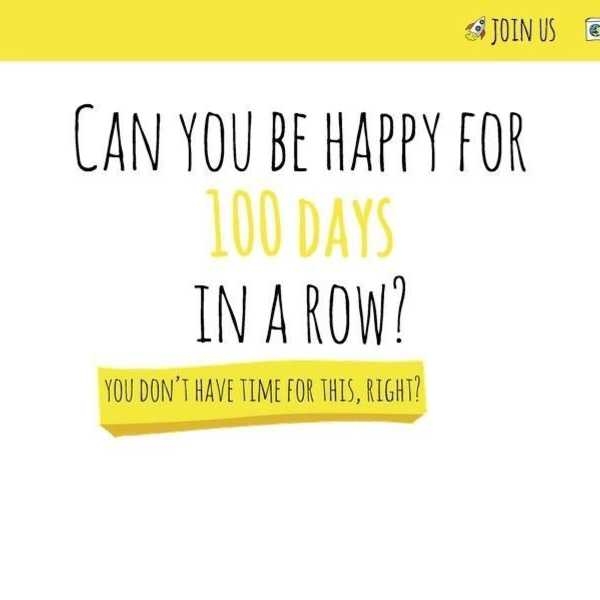 JOIN US
CAN YOU BE HAPPY FOR
100 DAYS
IN A ROW?
YOU DON'T HAVE TIME FOR THIS, RIGHT?